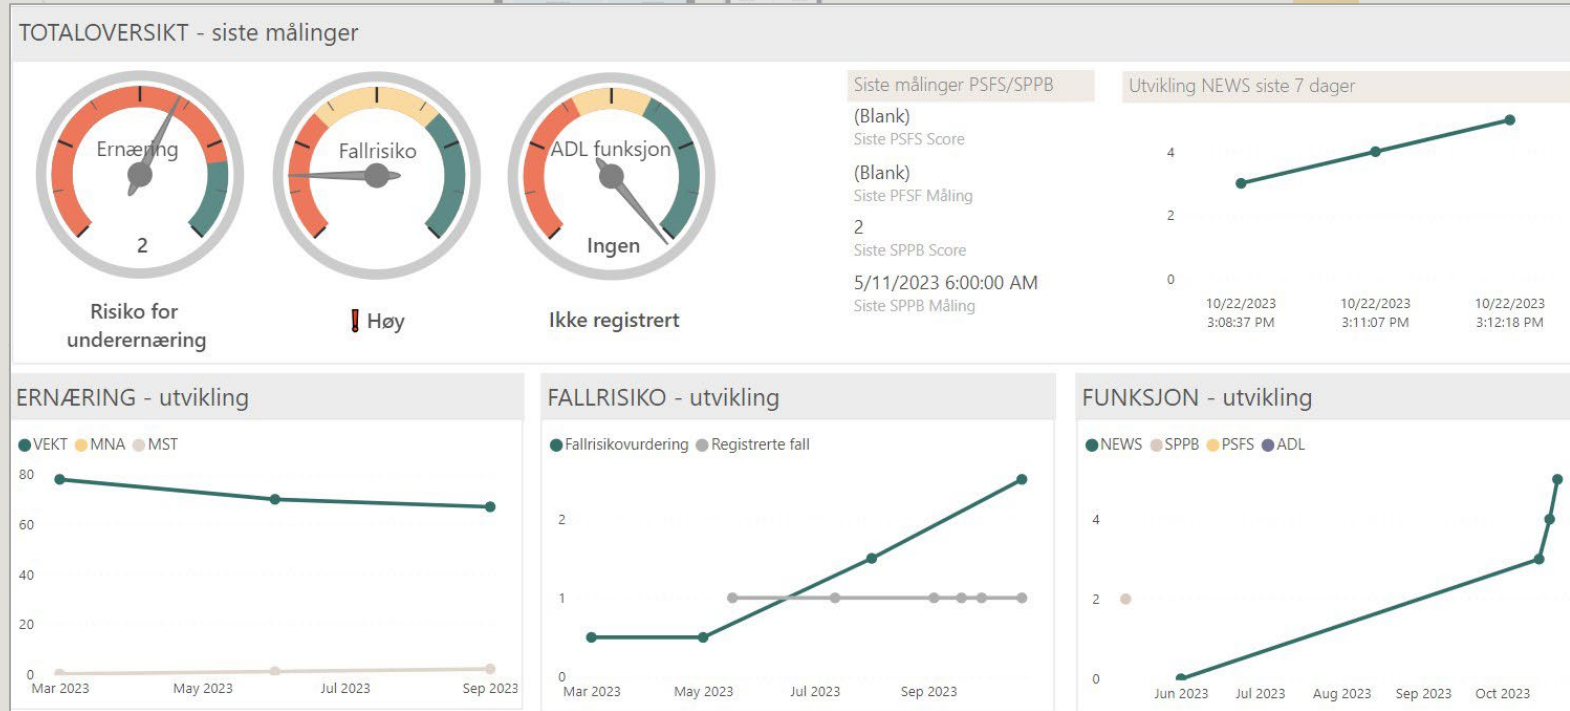 TOTALOVERSIKT - siste målinger
Ernæring
2
Risiko for
underernæring
Fallrisiko
Høy
ADL funksjon
Ingen
Ikke registrert
Siste målinger PSFS/SPPB
(Blank)
Siste PSFS Score
(Blank)
Siste PFSF Måling
2
Siste SPPB Score
5/11/2023 6:00:00 AM
Siste SPPB Måling
Utvikling NEWS siste 7 dager
4
2
0
10/22/2023 10/22/2023 10/22/2023
3:08:37 PM 3:11:07 PM 3:12:18 PM
ERNÆRING - utvikling
VEKT MNA MST
80
60
40
20
0
Mar 2023 May 2023 Jul 2023 Sep 2023
FALLRISIKO - utvikling
Fallrisikovurdering Registrerte fall
2
1
0
Mar 2023 May 2023 Jul 2023 Sep 2023
FUNKSJON - utvikling
NEWS SPPB PSFS ADL
4
2
0
Jun 2023 Jul 2023 Aug 2023 Sep 2023 Oct 2023